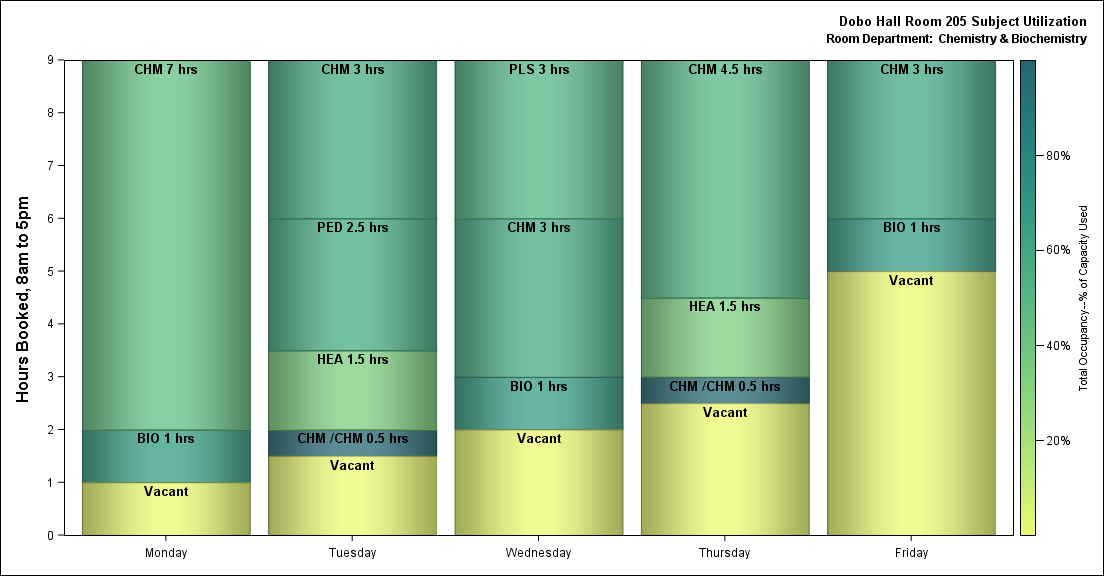 Dobo Hall Room 205 Subject Utilization
Room Department: Chemistry & Biochemistry
Hours Booked, 8am to 5pm
9
8
7
6
5
4
3
2
1
0
CHM 7 hrs
BIO 1 hrs
Vacant
CHM 3 hrs
PED 2.5 hrs
HEA 1.5 hrs
CHM /CHM 0.5 hrs
Vacant
PLS 3 hrs
CHM 3 hrs
BIO 1 hrs
Vacant
CHM 4.5 hrs
HEA 1.5 hrs
CHM /CHM 0.5 hrs
Vacant
CHM 3 hrs
BIO 1 hrs
Vacant
Monday
Tuesday
Wednesday
Thursday
Friday
80%
60%
40%
20%
Total Occupancy--% of Capacity Used